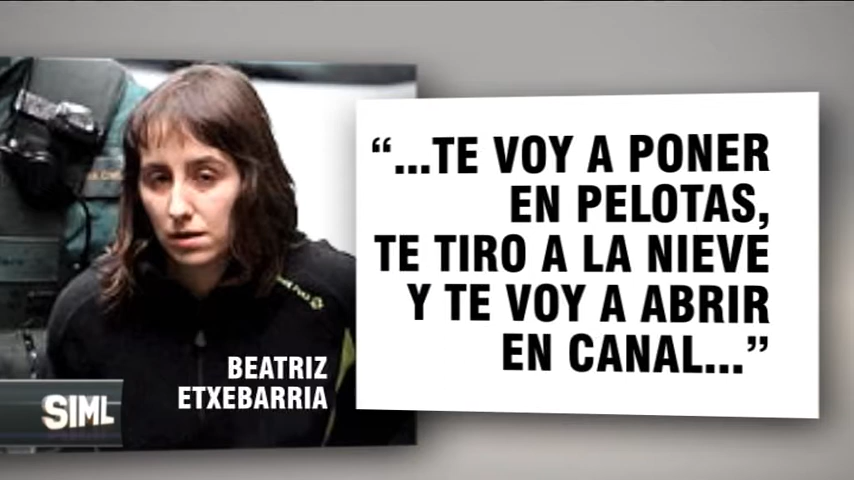 BEATRIZ
ETXEBARRIA
SIML
“...TE VOY A PONER
EN PELOTAS,
TE TIRO A LA NIEVE
Y TE VOY A ABRIR
EN CANAL...”